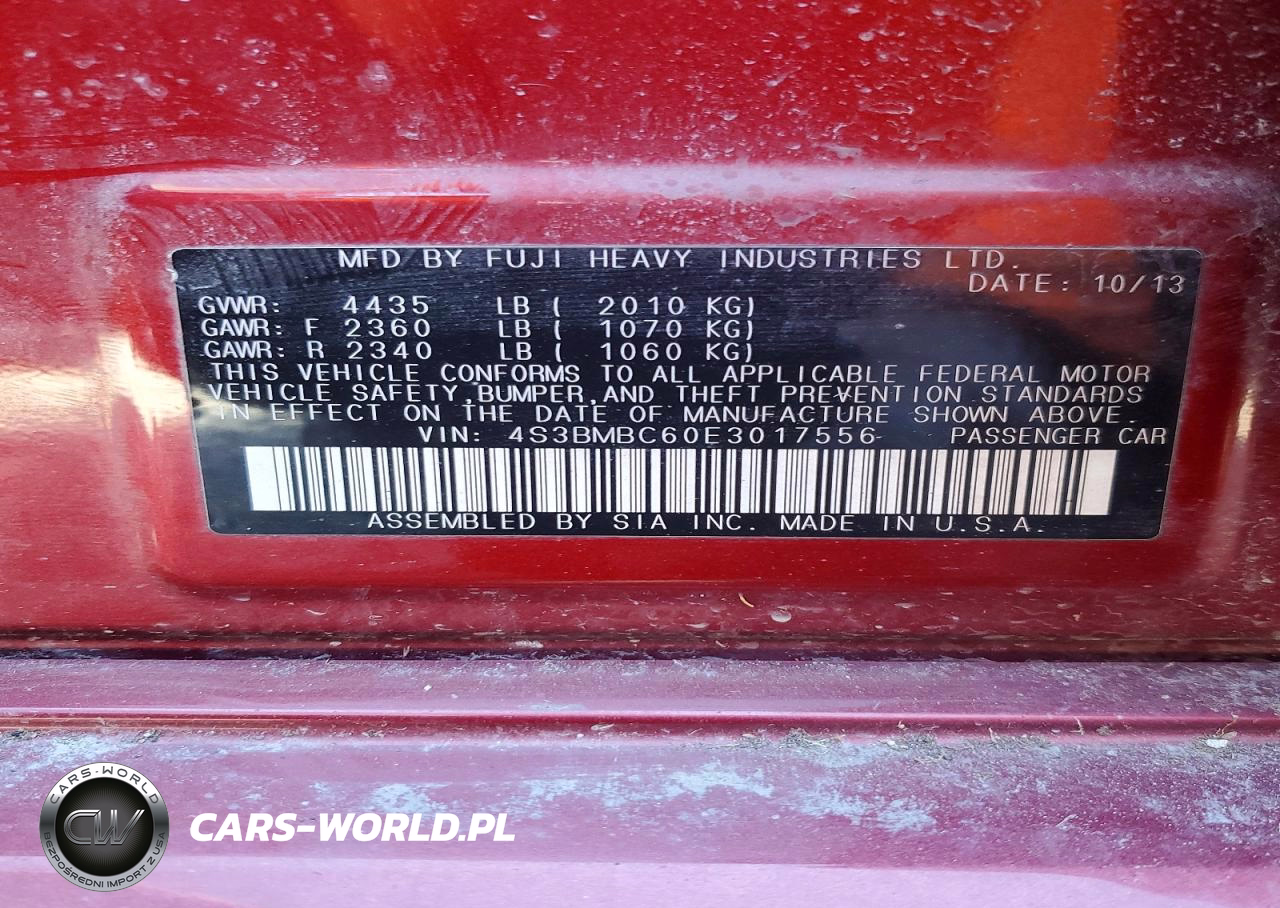 MFD BY FUJI HEAVY INDUSTRIES LTD.
DATE: 10/13
GVWR: 4435 LB ( 2010 KG)
GAWR: F 2360 LB ( 1070 KG)
GAWR: R 2340 LB ( 1060 KG)
THIS VEHICLE CONFORMS TO ALL APPLICABLE FEDERAL MOTOR
VEHICLE SAFETY,BUMPER,AND THEFT PREVENTION STANDARDS
IN EFFECT ON THE DATE OF MANUFACTURE SHOWN ABOVE.
VIN: 4S3BMBC60E3017556 PASSENGER CAR
ASSEMBLED BY SIA INC. MADE IN U.S.A.
CARS-WORLD
CW
BEZPOŚREDNI IMPORT Z USA
CARS-WORLD.PL